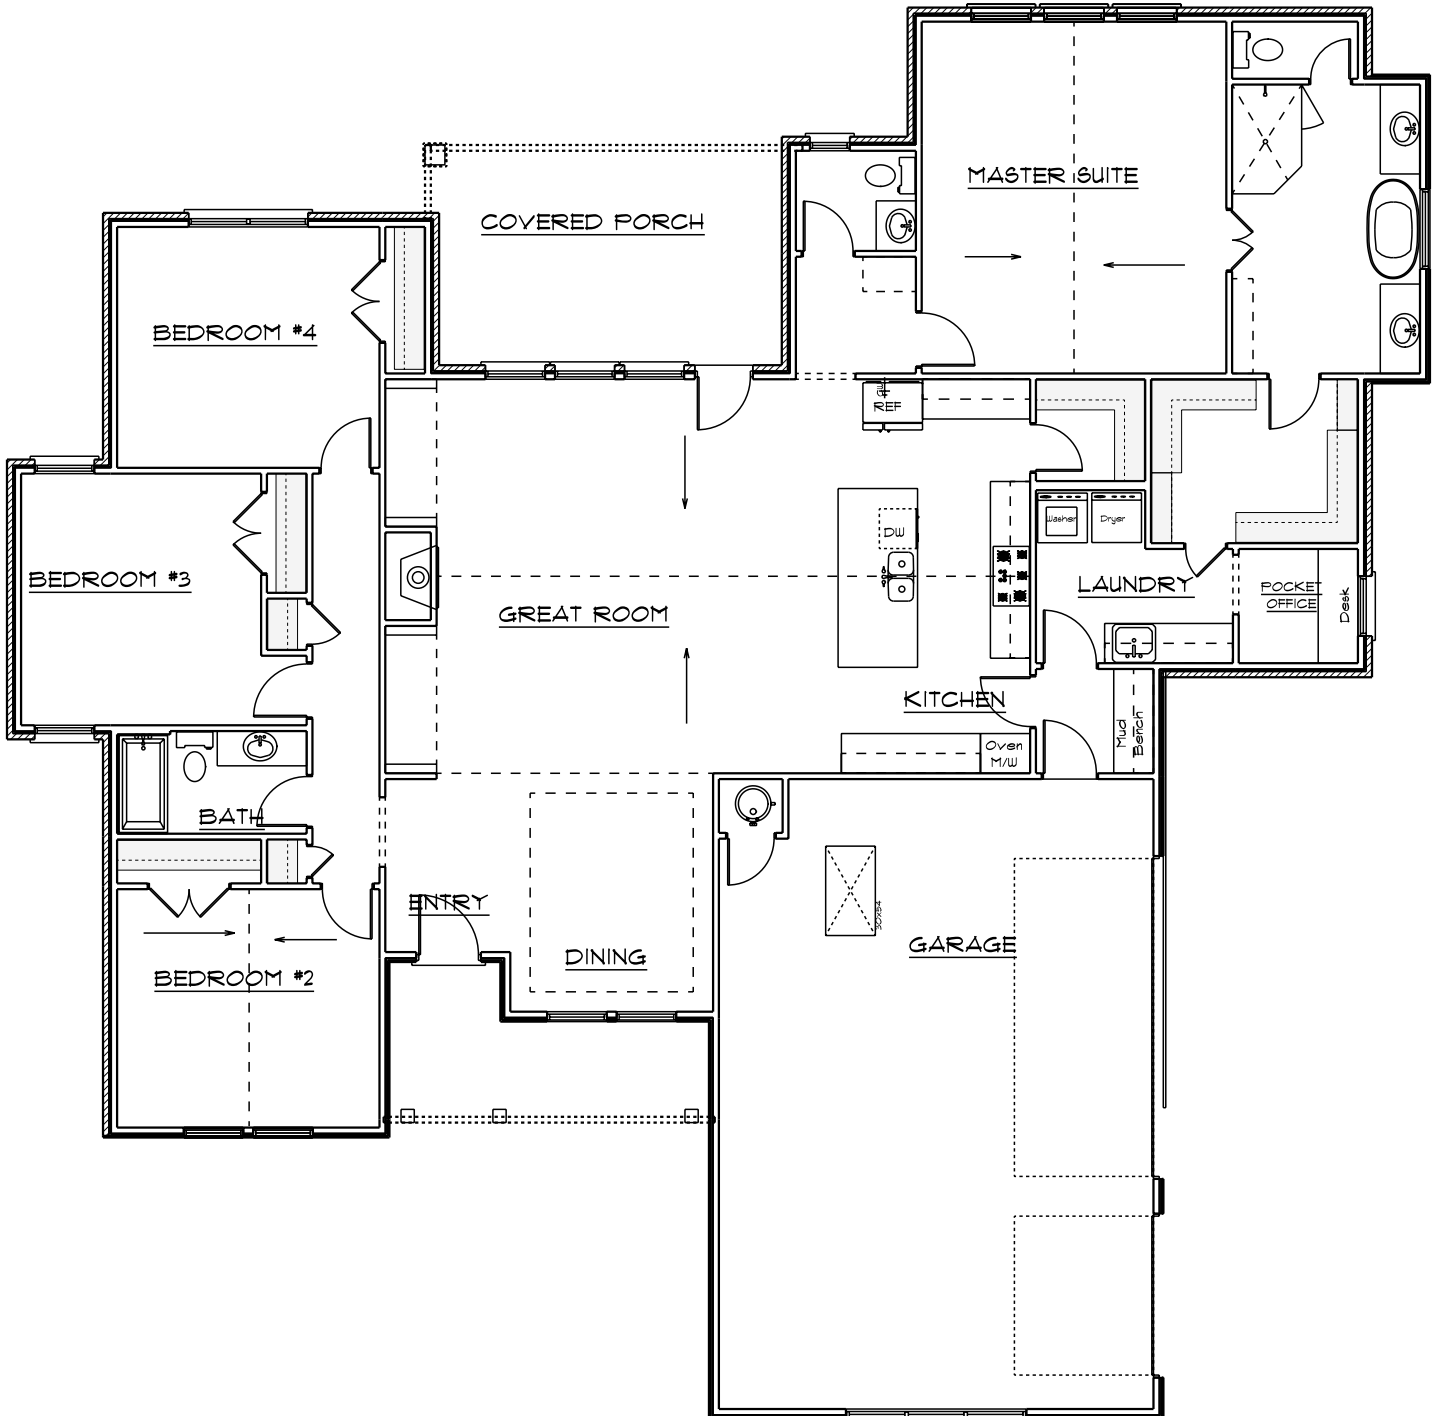 MASTER SUITE
COVERED PORCH
BEDROOM #4
REF
Washer
Dryer
DW
BEDROOM #3
LAUNDRY
POCKET
OFFICE
Desk
GREAT ROOM
KITCHEN
Mud
Bench
Oven
M/W
BATH
ENTRY
30x54
GARAGE
DINING
BEDROOM #2